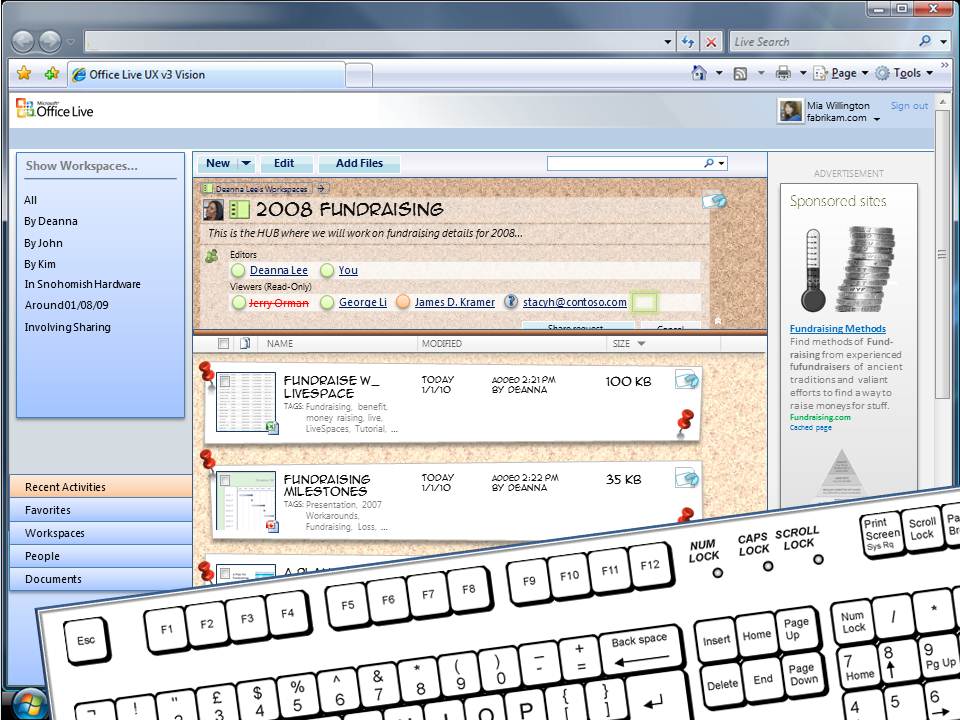 Live Search
Office Live UX v3 Vision
Page
Tools
Microsoft
Office Live
Mia Willington
fabrikam.com
Sign out
Show Workspaces...
All
By Deanna
By John
By Kim
In Snohomish Hardware
Around01/08/09
Involving Sharing
Recent Activities
Favorites
Workspaces
People
Documents
New
Edit
Add Files
Deanna Lee's Workspaces
2008 FUNDRAISING
This is the HUB where we will work on fundraising details for 2008...
Editors
Deanna Lee
You
Viewers (Read-Only)
Jerry Orman
George Li
James D. Kramer
stacyh@contoso.com
Share request
Cancel
NAME MODIFIED SIZE
FUNDRAISE W_
LIVESPACE
TAGS: Fundraising, benefit,
money raising, live,
LiveSpaces, Tutorial, ...
TODAY
1/1/10
ADDED 2:21 PM
BY DEANNA
100 KB
FUNDRAISING
MILESTONES
TAGS: Presentation, 2007
Workarounds,
Fundraising, Loss, ...
TODAY
1/1/10
ADDED 2:22 PM
BY DEANNA
35 KB
ADVERTISEMENT
Sponsored sites
Fundraising Methods
Find methods of Fund-
raising from experienced
fufundraisers of ancient
traditions and valiant
efforts to find a way to
raise moneys for stuff.
Fundraising.com
Cached page
NUM
LOCK
CAPS
LOCK
SCROLL
LOCK
Print
Screen
Sys Rq
Scroll
Lock
Esc
F1 F2 F3 F4
F5 F6 F7 F8
F9 F10 F11 F12
! " £ $ % ^ & * ( ) _ +
4 5 6 7 8 9 0 - =
Back space
Insert
Home
Page
Up
Num
Lock
/
*
Delete
End
Page
Down
7
Home
8
↑
9
Pg Up
O P { }
[ ]
4
5
6